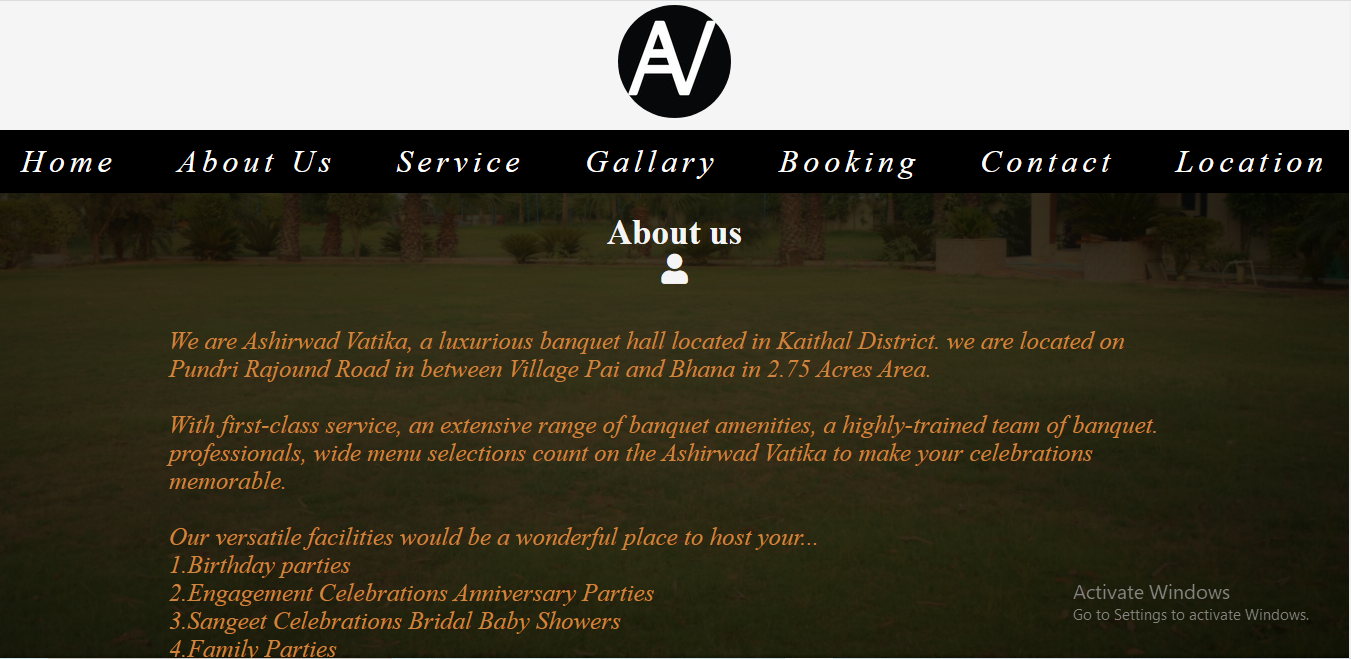 AV
Home About Us Service Gallary Booking Contact Location
About us
We are Ashirwad Vatika, a luxurious banquet hall located in Kaithal District. we are located on
Pundri Rajound Road in between Village Pai and Bhana in 2.75 Acres Area.
With first-class service, an extensive range of banquet amenities, a highly-trained team of banquet.
professionals, wide menu selections count on the Ashirwad Vatika to make your celebrations
memorable.
Our versatile facilities would be a wonderful place to host your...
1.Birthday parties
2.Engagement Celebrations Anniversary Parties
3.Sangeet Celebrations Bridal Baby Showers
4.Family Parties
Activate Windows
Go to Settings to activate Windows.